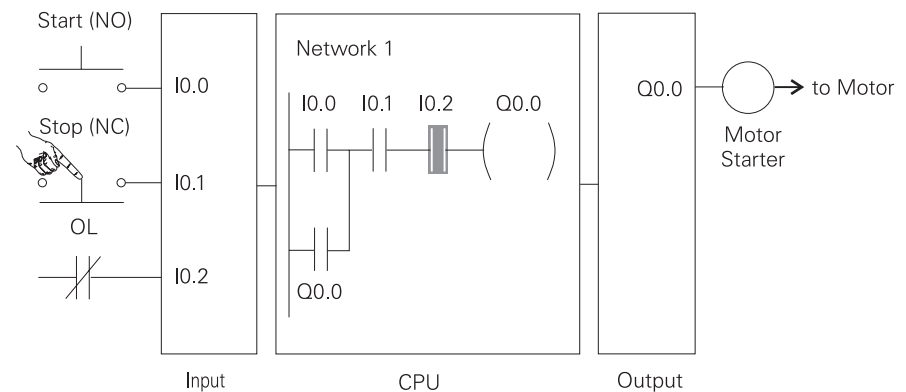 Start (NO)
I0.0
Stop (NC)
I0.1
OL
I0.2
Input
Network 1
I0.0 I0.1 I0.2 Q0.0
Q0.0
CPU
Q0.0
Output
to Motor
Motor
Starter